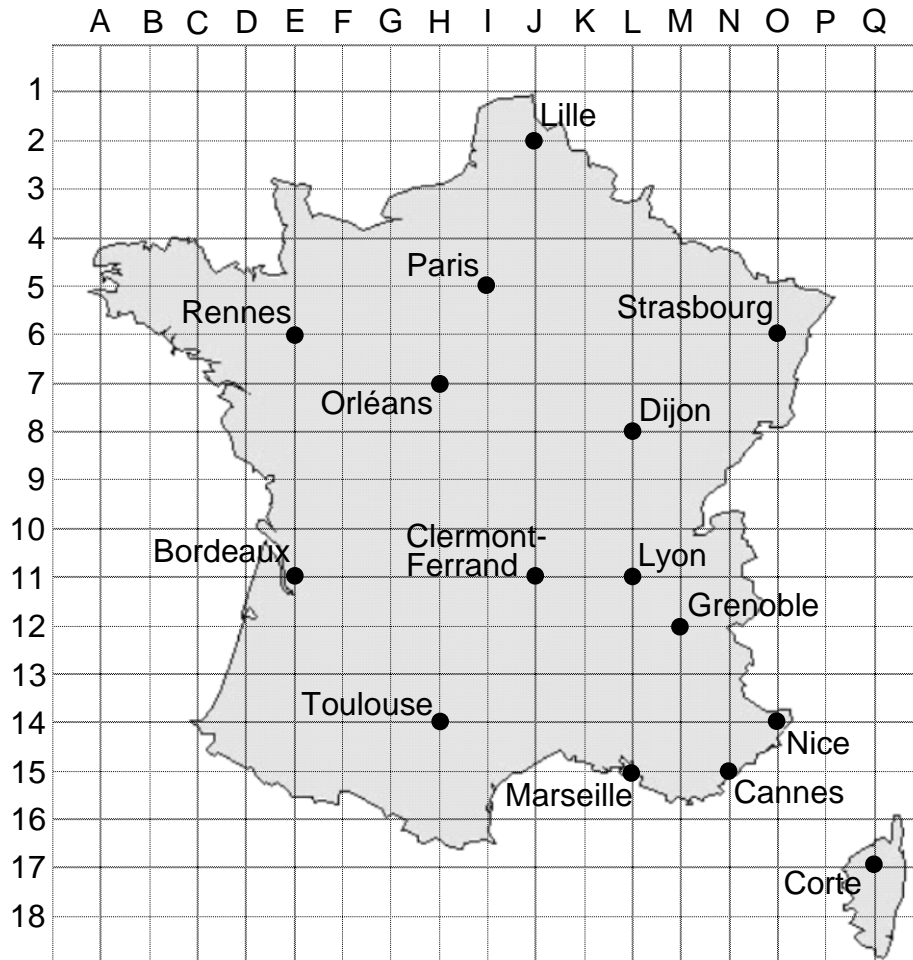 A B C D E F G H I J K L M N O P Q
1
Lille
2
3
4
Paris
5
Strasbourg
Rennes
6
7
Orléans
Dijon
8
9
10
Clermont-
Bordeaux
Lyon
Ferrand
11
Grenoble
12
13
Toulouse
14
Nice
15
Marseille
Cannes
16
17
Corte
18